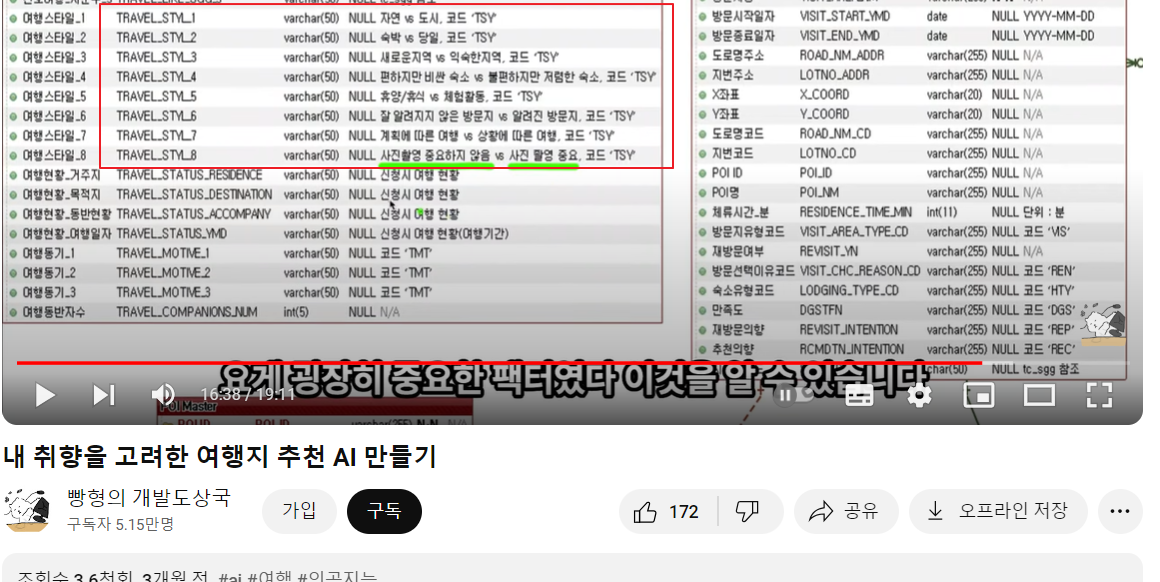 여행스타일_1 TRAVEL_STYL_1 varchar(50) NULL 자연 vs 도시, 코드 'TSY'
여행스타일_2 TRAVEL_STYL_2 varchar(50) NULL 숙박 vs 당일, 코드 'TSY'
여행스타일_3 TRAVEL_STYL_3 varchar(50) NULL 새로운지역 vs 익숙한지역, 코드 'TSY'
여행스타일_4 TRAVEL_STYL_4 varchar(50) NULL 편하지만 비싼 숙소 vs 불편하지만 저렴한 숙소, 코드 'TSY'
여행스타일_5 TRAVEL_STYL_5 varchar(50) NULL 휴양/휴식 vs 체험활동, 코드 'TSY'
여행스타일_6 TRAVEL_STYL_6 varchar(50) NULL 잘 알려지지 않은 방문지 vs 알려진 방문지, 코드 'TSY'
여행스타일_7 TRAVEL_STYL_7 varchar(50) NULL 계획에 따른 여행 vs 상황에 따른 여행, 코드 'TSY'
여행스타일_8 TRAVEL_STYL_8 varchar(50) NULL 사진촬영 중요하지 않음 vs 사진 촬영 중요, 코드 'TSY'
여행현황_거주지 TRAVEL_STATUS_RESIDENCE varchar(50) NULL 신청시 여행 현황
여행현황_목적지 TRAVEL_STATUS_DESTINATION varchar(50) NULL 신청시 여행 현황
여행현황_동반현황 TRAVEL_STATUS_ACCOMPANY varchar(50) NULL 신청시 여행 현황
여행현황_여행일자 TRAVEL_STATUS_YMD varchar(50) NULL 신청시 여행 현황(여행기간)
여행동기_1 TRAVEL_MOTIVE_1 varchar(50) NULL 코드 'TMT'
여행동기_2 TRAVEL_MOTIVE_2 varchar(50) NULL 코드 'TMT'
여행동기_3 TRAVEL_MOTIVE_3 varchar(50) NULL 코드 'TMT'
여행동반자수 TRAVEL_COMPANIONS_NUM int(5) NULL N/A
방문시작일자 VISIT_START_YMD date NULL YYYY-MM-DD
방문종료일자 VISIT_END_YMD date NULL YYYY-MM-DD
도로명주소 ROAD_NM_ADDR varchar(255) NULL N/A
지번주소 LOTNO_ADDR varchar(255) NULL N/A
X좌표 X_COORD varchar(20) NULL N/A
Y좌표 Y_COORD varchar(20) NULL N/A
도로명코드 ROAD_NM_CD varchar(255) NULL N/A
지번코드 LOTNO_CD varchar(255) NULL N/A
POI ID POI_ID varchar(255) NULL N/A
POI명 POI_NM varchar(255) NULL N/A
체류시간_분 RESIDENCE_TIME_MIN int(11) NULL 단위 : 분
방문지유형코드 VISIT_AREA_TYPE_CD varchar(255) NULL 코드 'VIS'
재방문여부 REVISIT_YN varchar(255) NULL N/A
방문선택이유코드 VISIT_CHC_REASON_CD varchar(255) NULL 코드 'REN'
숙소유형코드 LODGING_TYPE_CD varchar(255) NULL 코드 'HTY'
만족도 DGSTFN varchar(255) NULL 코드 'DGS'
재방문의향 REVISIT_INTENTION varchar(255) NULL 코드 'REP'
추천의향 RCMDTN_INTENTION varchar(255) NULL 코드 'REC'
char(50) NULL tc_sgg 참조
요게 굉장히 중요한 팩터였다 이것을 알 수 있습니다
16:38 / 19:11
POI Master
내 취향을 고려한 여행지 추천 AI 만들기
빵형의 개발도상국
구독자 5.15만명
가입
구독
172
공유
오프라인 저장
조회수 3.6천회 3개월 전 #ai #여행 #인공지능